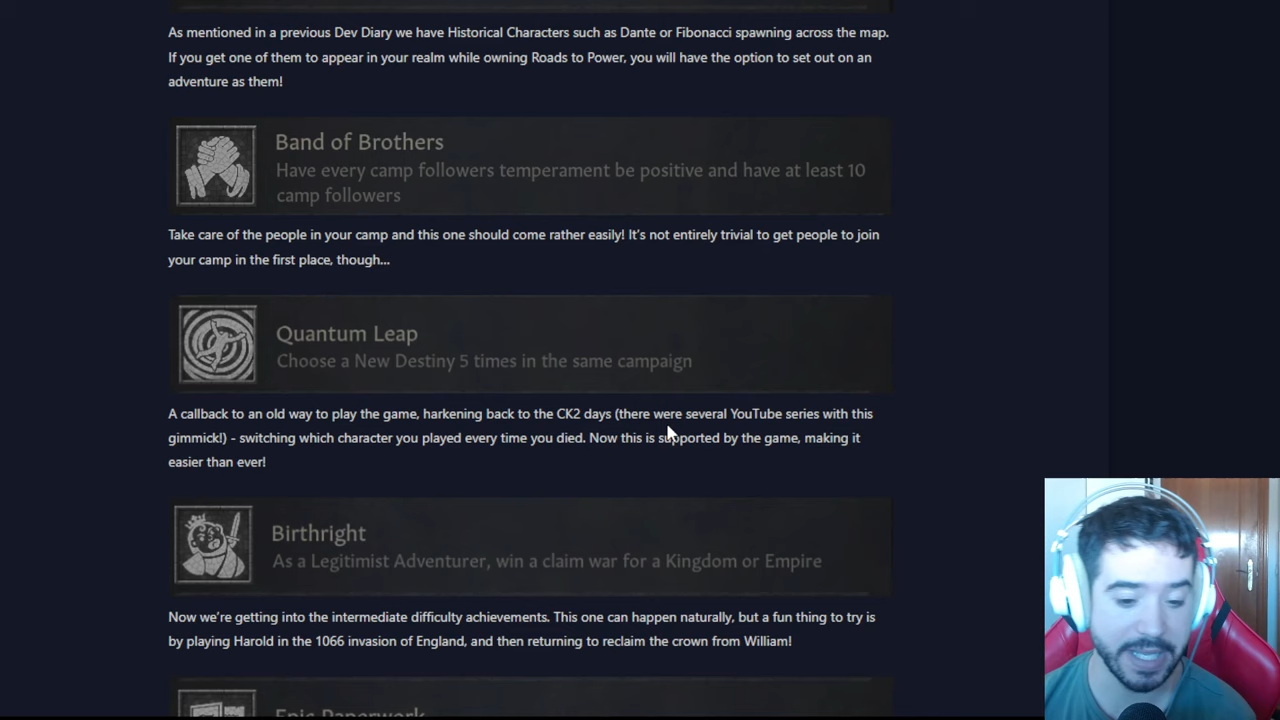 As mentioned in a previous Dev Diary we have Historical Characters such as Dante or Fibonacci spawning across the map.
If you get one of them to appear in your realm while owning Roads to Power, you will have the option to set out on an
adventure as them!
Band of Brothers
Have every camp followers temperament be positive and have at least 10
camp followers
Take care of the people in your camp and this one should come rather easily! It's not entirely trivial to get people to join
your camp in the first place, though...
Quantum Leap
Choose a New Destiny 5 times in the same campaign
A callback to an old way to play the game, harkening back to the CK2 days (there were several YouTube series with this
gimmick!) - switching which character you played every time you died. Now this is supported by the game, making it
easier than ever!
Birthright
As a Legitimist Adventurer, win a claim war for a Kingdom or Empire
Now we're getting into the intermediate difficulty achievements. This one can happen naturally, but a fun thing to try is
by playing Harold in the 1066 invasion of England, and then returning to reclaim the crown from William!
Epic Paperwork